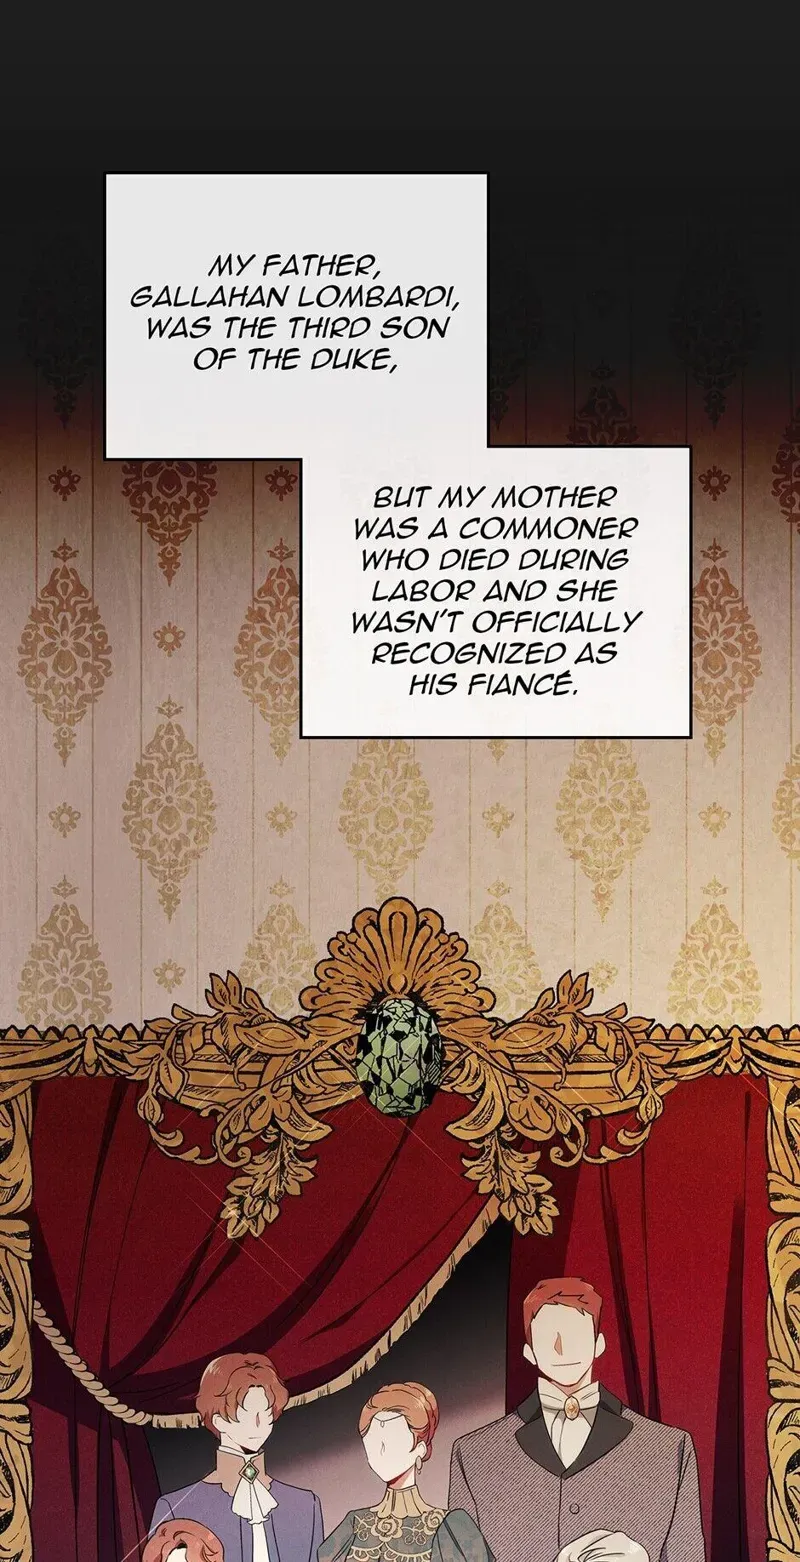 MY FATHER,
GALLAHAN LOMBARDI,
WAS THE THIRD SON
OF THE DUKE,
BUT MY MOTHER
WAS A COMMONER
WHO DIED DURING
LABOR AND SHE
WASN'T OFFICIALLY
RECOGNIZED AS
HIS FIANCÉ.